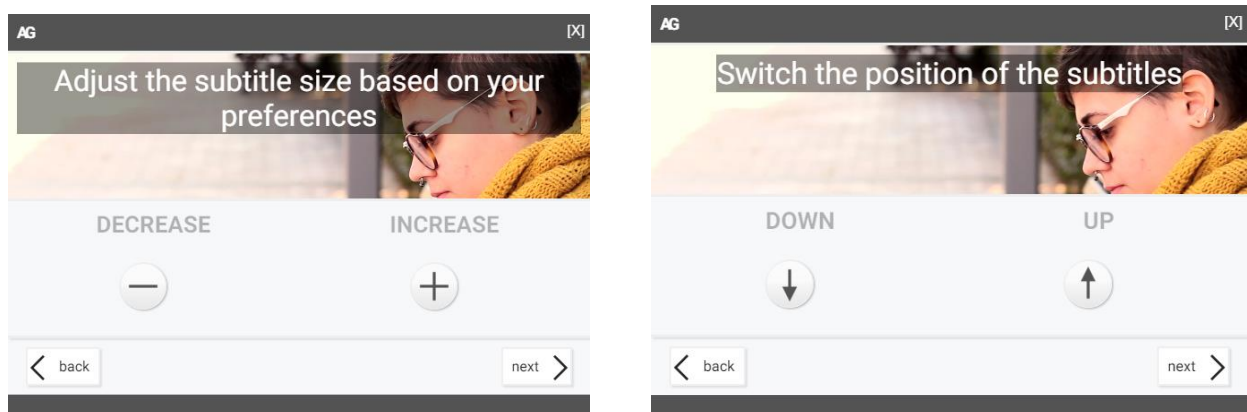 AG [X]
Adjust the subtitle size based on your
preferences
DECREASE INCREASE
back next
AG [X]
Switch the position of the subtitles
DOWN UP
back next